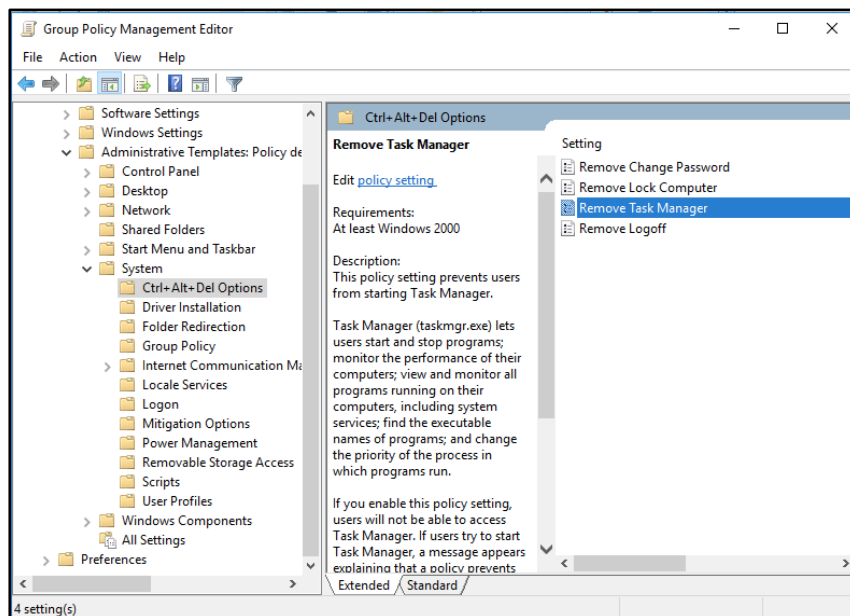 Group Policy Management Editor
File Action View Help
Software Settings
Windows Settings
Administrative Templates: Policy de
Control Panel
Desktop
Network
Shared Folders
Start Menu and Taskbar
System
Ctrl+Alt+Del Options
Driver Installation
Folder Redirection
Group Policy
Internet Communication Ma
Locale Services
Logon
Mitigation Options
Power Management
Removable Storage Access
Scripts
User Profiles
Windows Components
All Settings
Preferences
Ctrl+Alt+Del Options
Remove Task Manager
Edit policy setting
Requirements:
At least Windows 2000
Description:
This policy setting prevents users
from starting Task Manager.
Task Manager (taskmgr.exe) lets
users start and stop programs;
monitor the performance of their
computers; view and monitor all
programs running on their
computers, including system
services; find the executable
names of programs; and change
the priority of the process in
which programs run.
If you enable this policy setting,
users will not be able to access
Task Manager. If users try to start
Task Manager, a message appears
explaining that a policy prevents
Setting
Remove Change Password
Remove Lock Computer
Remove Task Manager
Remove Logoff
Extended Standard
4 setting(s)